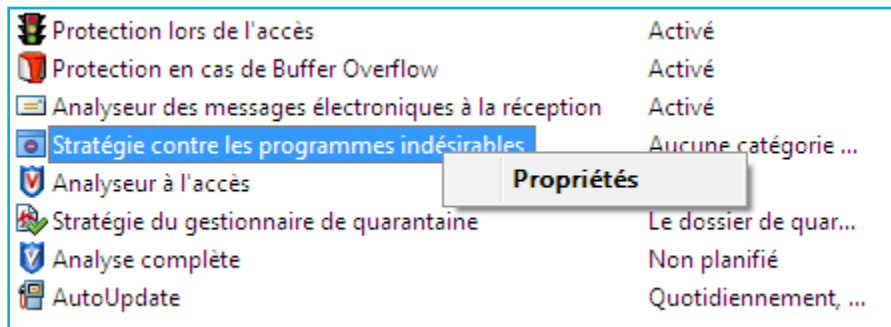 Protection lors de l'accès Activé
Protection en cas de Buffer Overflow Activé
Analyseur des messages électroniques à la réception Activé
Stratégie contre les programmes indésirables Aucune catégorie ...
Propriétés
Analyseur à l'accès
Stratégie du gestionnaire de quarantaine Le dossier de quar...
Analyse complète Non planifié
AutoUpdate Quotidiennement, ...